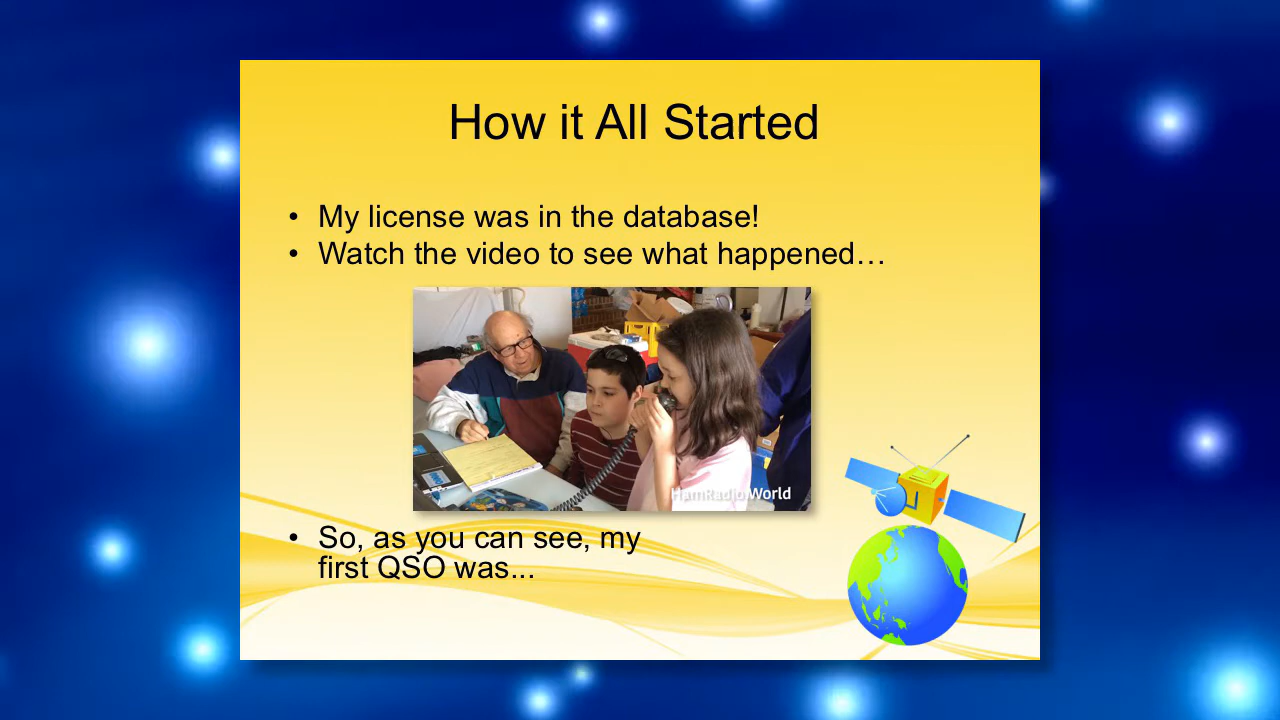 How it All Started
• My license was in the database!
• Watch the video to see what happened…
HamRadioWorld
• So, as you can see, my
first QSO was...